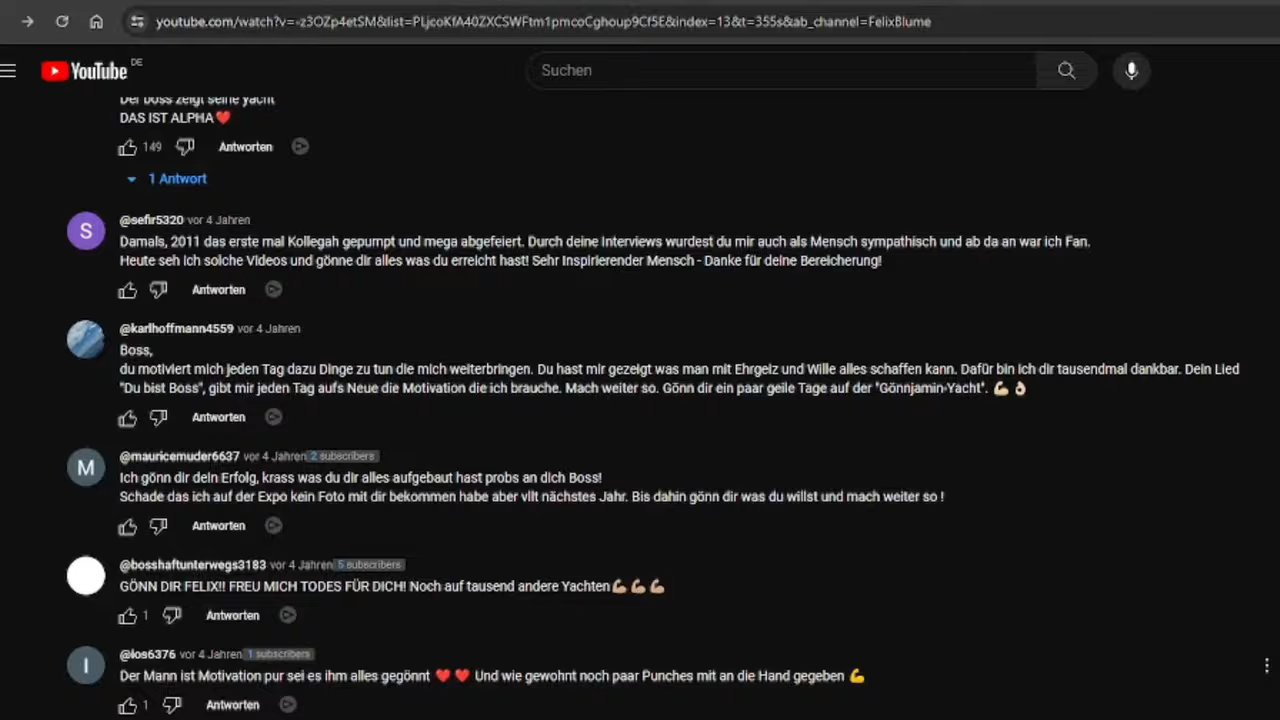 youtube.com/watch?v=-z3OZp4etSM&list=PLjcoKfA40ZXCSWFtm1pmcoCghoup9Cf5E&index=13&t=355s&ab_channel=FelixBlume
YouTube DE
Suchen
Der boss zeigt seine yacht
DAS IST ALPHA❤️
149 Antworten
1 Antwort
S
@sefir5320 vor 4 Jahren
Damals, 2011 das erste mal Kollegah gepumpt und mega abgefeiert. Durch deine Interviews wurdest du mir auch als Mensch sympathisch und ab da an war ich Fan.
Heute seh ich solche Videos und gönne dir alles was du erreicht hast! Sehr Inspirierender Mensch - Danke für deine Bereicherung!
Antworten
@karlhoffmann4559 vor 4 Jahren
Boss,
du motiviert mich jeden Tag dazu Dinge zu tun die mich weiterbringen. Du hast mir gezeigt was man mit Ehrgeiz und Wille alles schaffen kann. Dafür bin ich dir tausendmal dankbar. Dein Lied
"Du bist Boss", gibt mir jeden Tag aufs Neue die Motivation die ich brauche. Mach weiter so. Gönn dir ein paar geile Tage auf der "Gönnjamin-Yacht". 💪🏼👌🏼
Antworten
M
@mauricemuder6637 vor 4 Jahren 2 subscribers
Ich gönn dir dein Erfolg, krass was du dir alles aufgebaut hast probs an dich Boss!
Schade das ich auf der Expo kein Foto mit dir bekommen habe aber vllt nächstes Jahr. Bis dahin gönn dir was du willst und mach weiter so !
Antworten
@bosshaftunterwegs3183 vor 4 Jahren 5 subscribers
GÖNN DIR FELIX!! FREU MICH TODES FÜR DICH! Noch auf tausend andere Yachten💪🏽💪🏽💪🏽
1 Antworten
I
@ios6376 vor 4 Jahren 1 subscribers
Der Mann ist Motivation pur sei es ihm alles gegönnt ❤️ ❤️ Und wie gewohnt noch paar Punches mit an die Hand gegeben 💪
1 Antworten